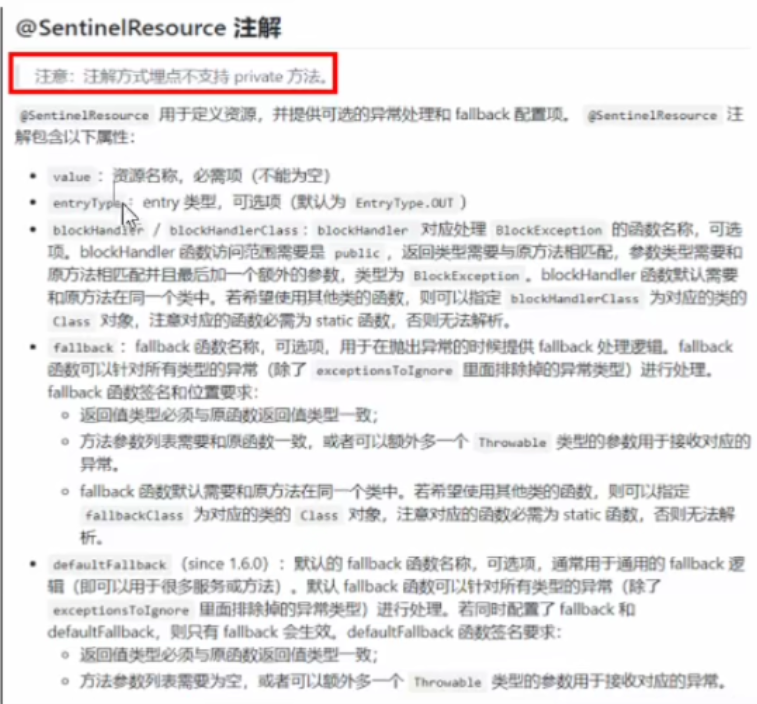 @SentinelResource 注解
注意：注解方式埋点不支持 private 方法。
@SentinelResource 用于定义资源，并提供可选的异常处理和 fallback 配置项。 @SentinelResource 注
解包含以下属性：
• value ：资源名称，必需项（不能为空）
• entryType ：entry 类型，可选项（默认为 EntryType.OUT ）
• blockHandler / blockHandlerClass : blockHandler 对应处理 BlockException 的函数名称，可选
项。blockHandler 函数访问范围需要是 public ，返回类型需要与原方法相匹配，参数类型需要和
原方法相匹配并且最后加一个额外的参数，类型为 BlockException 。blockHandler 函数默认需要
和原方法在同一个类中。若希望使用其他类的函数，则可以指定 blockHandlerClass 为对应的类的
Class 对象，注意对应的函数必需为 static 函数，否则无法解析。
• fallback ：fallback 函数名称，可选项，用于在抛出异常的时候提供 fallback 处理逻辑。fallback
函数可以针对所有类型的异常（除了 exceptionsToIgnore 里面排除掉的异常类型）进行处理。
fallback 函数签名和位置要求：
○ 返回值类型必须与原函数返回值类型一致；
○ 方法参数列表需要和原函数一致，或者可以额外多一个 Throwable 类型的参数用于接收对应的
异常。
○ fallback 函数默认需要和原方法在同一个类中。若希望使用其他类的函数，则可以指定
fallbackClass 为对应的类的 Class 对象，注意对应的函数必需为 static 函数，否则无法解
析。
• defaultFallback （since 1.6.0）：默认的 fallback 函数名称，可选项，通常用于通用的 fallback 逻
辑（即可以用于很多服务或方法）。默认 fallback 函数可以针对所有类型的异常（除了
exceptionsToIgnore 里面排除掉的异常类型）进行处理。若同时配置了 fallback 和
defaultFallback，则只有 fallback 会生效。defaultFallback 函数签名要求：
○ 返回值类型必须与原函数返回值类型一致；
○ 方法参数列表需要为空，或者可以额外多一个 Throwable 类型的参数用于接收对应的异常。